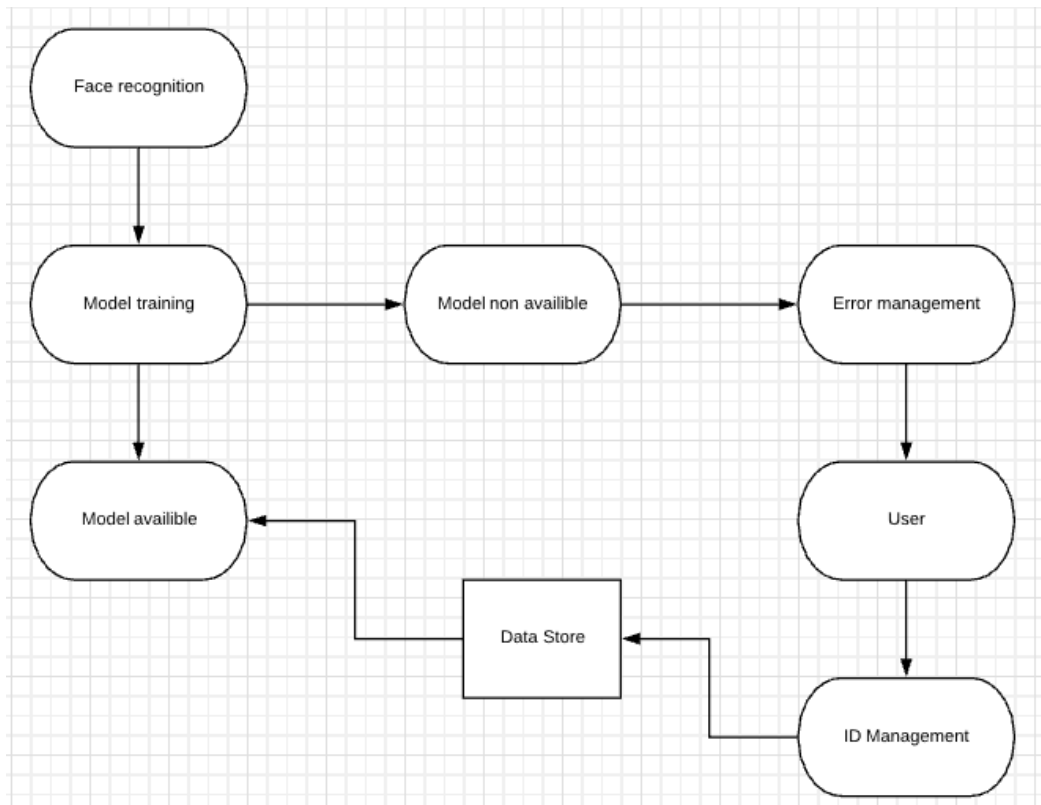 Face recognition
Model training
Model non availible
Error management
Model availible
User
Data Store
ID Management